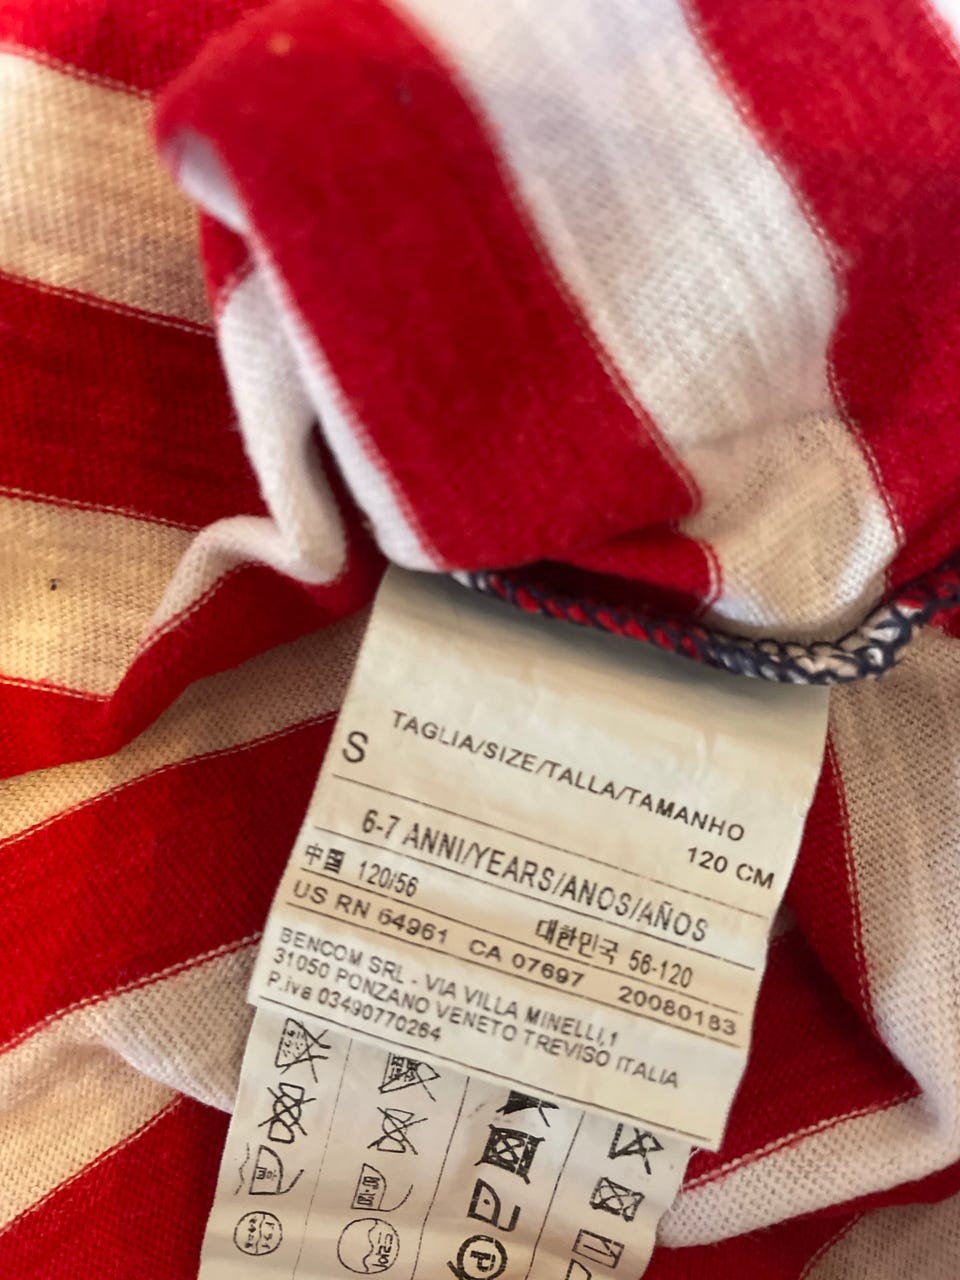 TAGLIA/SIZE/TALLA/TAMANHO
S 120 CM
6-7 ANNI/YEARS/ANOS/AÑOS
中国 120/56 대한민국 56-120
US RN 64961 CA 07697 20080183
BENCOM SRL - VIA VILLA MINELLI,1
31050 PONZANO VENETO TREVISO ITALIA
P.iva 03490770264
P